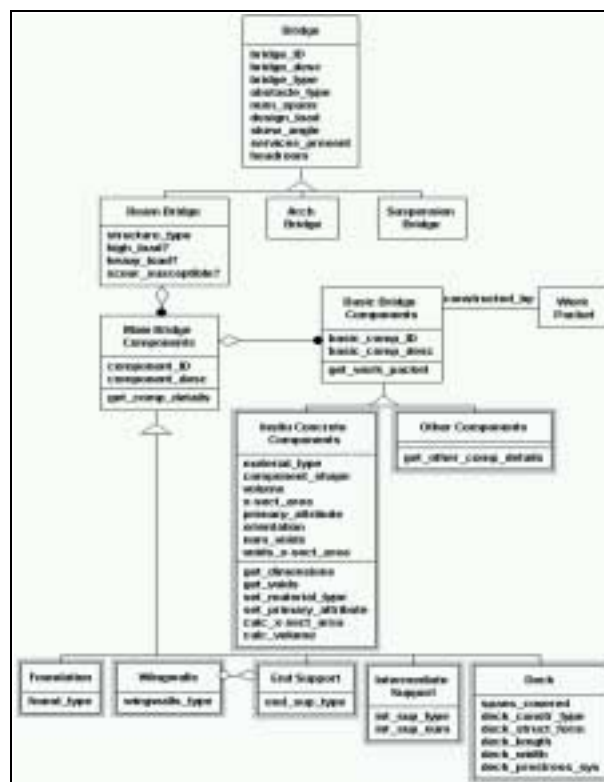 Bridge
bridge_ID
bridge_desc
bridge_type
obstacle_type
num_spans
design_load
skew_angle
services_present
headroom
Beam Bridge
structure_type
high_load?
heavy_load?
scour_susceptible?
Arch
Bridge
Suspension
Bridge
Main Bridge
Components
component_ID
component_desc
get_comp_details
Basic Bridge
Components
basic_comp_ID
basic_comp_desc
get_work_packet
constructed_by
Work
Packet
Insitu Concrete
Components
material_type
component_shape
volume
x-sect_area
primary_attribute
orientation
num_voids
voids_x-sect_area
get_dimensions
get_voids
set_material_type
set_primary_attribute
calc_x-sect_area
calc_volume
Other Components
get_other_comp_details
Foundation
found_type
Wingwalls
wingwalls_type
End Support
end_sup_type
Intermediate
Support
int_sup_type
int_sup_num
Deck
spans_covered
deck_constr_type
deck_struct_form
deck_length
deck_width
deck_prestress_sys